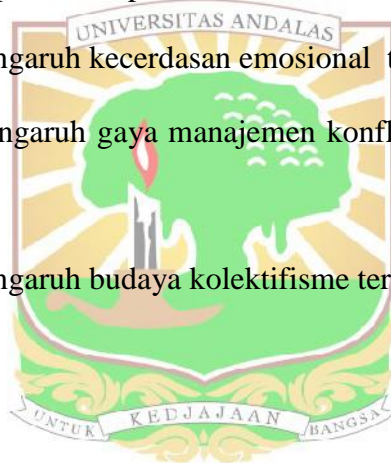 UNIVERSITAS ANDALAS
ngaruh kecerdasan emosional
ngaruh gaya manajemen konfl
ngaruh budaya kolektifisme ter
UNTUK KEDJAJAAN BANGSA